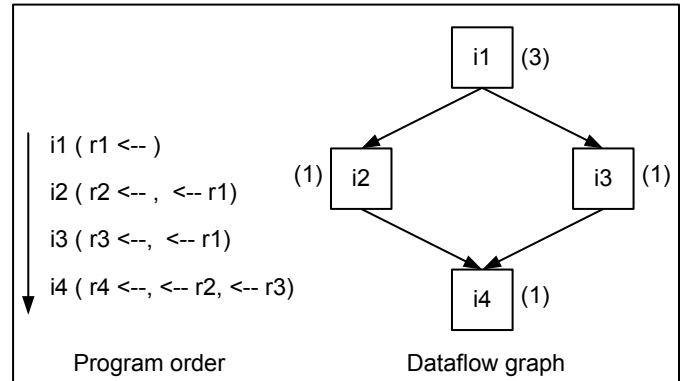 i1 (3)
i1 ( r1 <-- )
i2 ( r2 <-- , <-- r1)
i3 ( r3 <--, <-- r1)
i4 ( r4 <--, <-- r2, <-- r3)
(1) i2
i3 (1)
i4 (1)
Program order
Dataflow graph